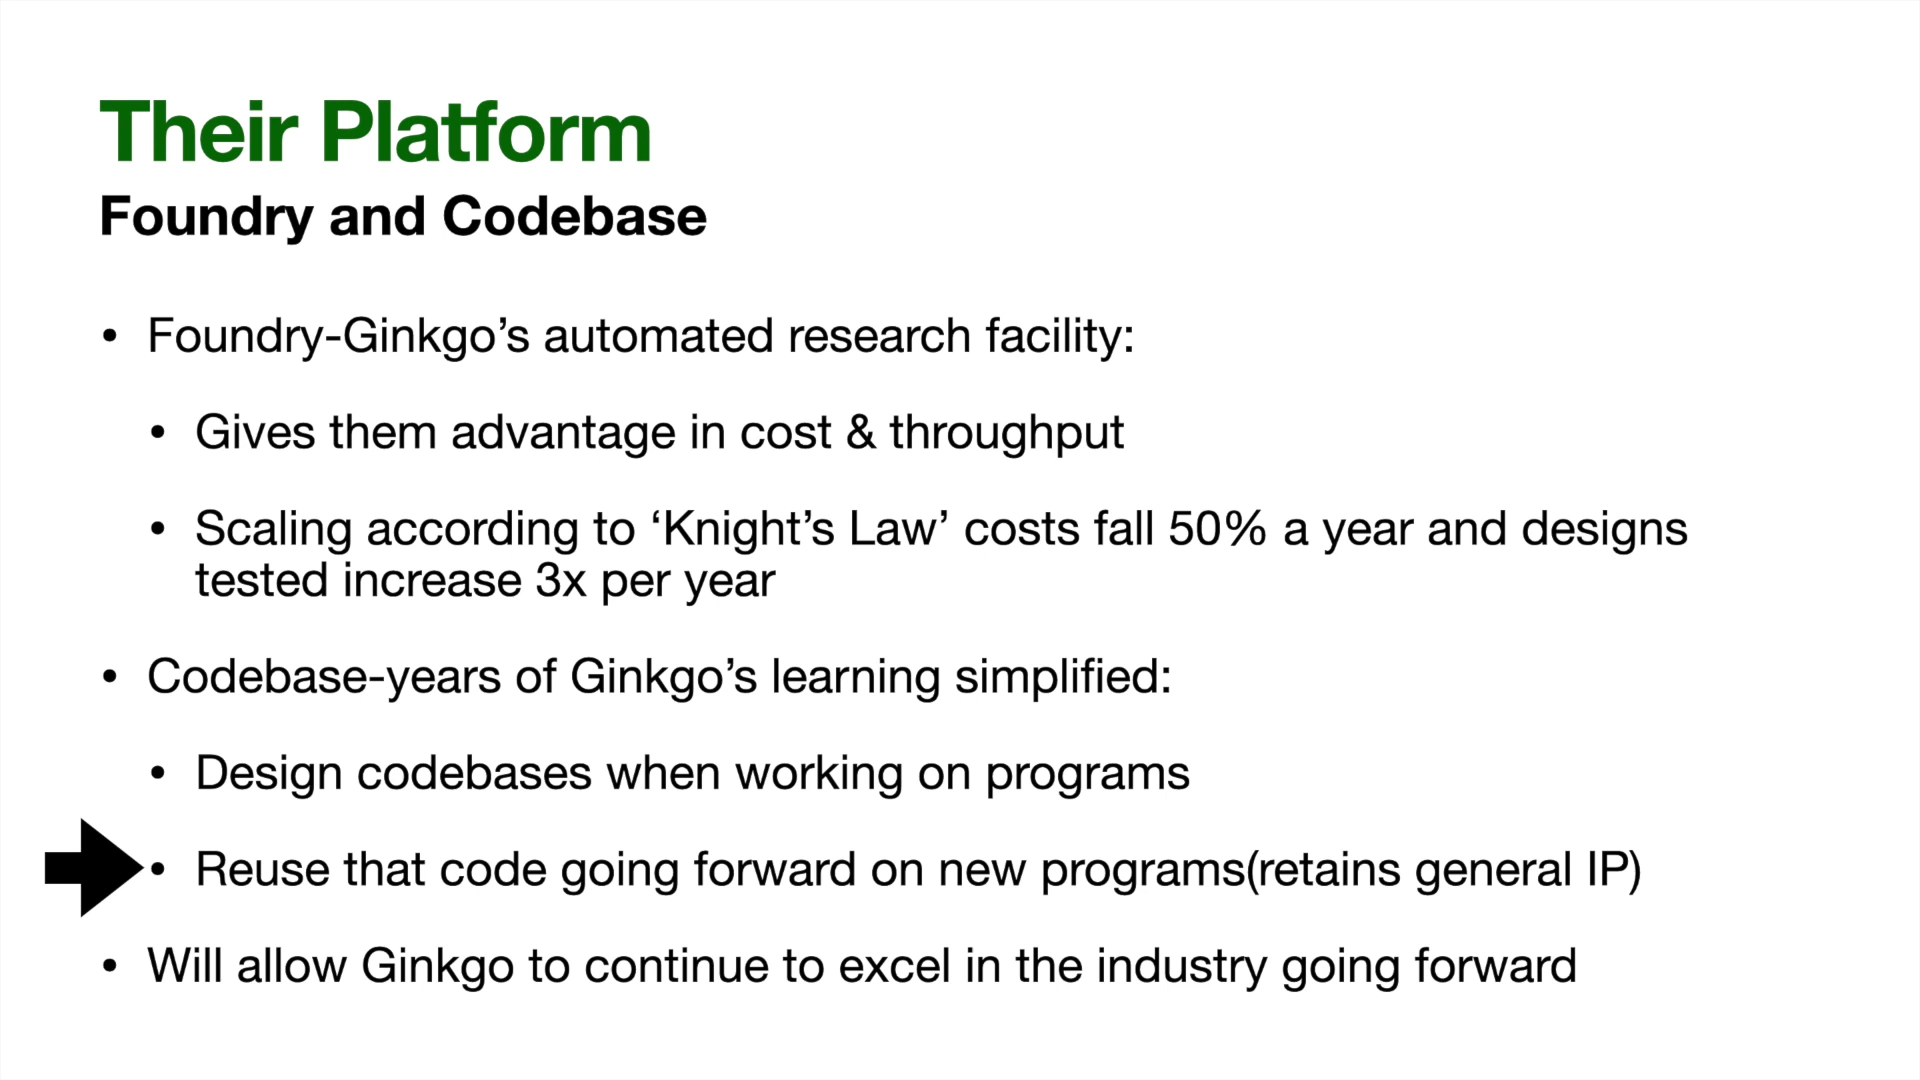 Their Platform
Foundry and Codebase
• Foundry-Ginkgo’s automated research facility:
• Gives them advantage in cost & throughput
• Scaling according to ‘Knight’s Law’ costs fall 50% a year and designs
tested increase 3x per year
• Codebase-years of Ginkgo’s learning simplified:
• Design codebases when working on programs
• Reuse that code going forward on new programs(retains general IP)
• Will allow Ginkgo to continue to excel in the industry going forward